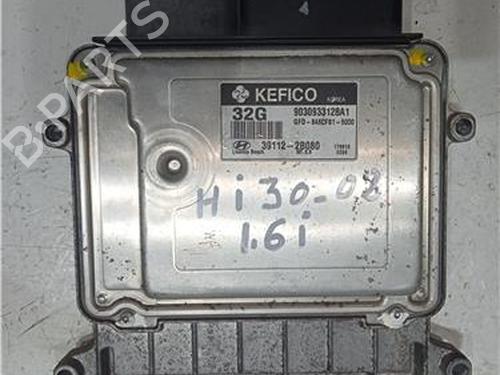 KEFICO
KOREA
32G
9030933128A1
39112-2B080
Hi30-08
1.6i
B-PARTS